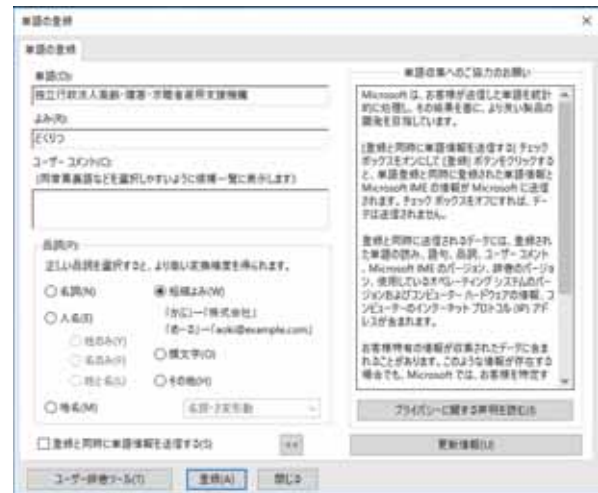 単語の登録
単語の登録
単語(D):
独立行政法人高齢・障害・求職者雇用支援機構
よみ(R):
どくりつ
ユーザー コメント(C):
(同音異義語などを選択しやすいように候補一覧に表示します)
品詞(P):
正しい品詞を選択すると、より高い変換精度を得られます。
名詞(N)
短縮よみ(W)
人名(E)
「かに」→「株式会社」
「めーる」→「aoki@example.com」
姓のみ(Y)
名のみ(F)
顔文字(O)
姓と名(L)
その他(H)
地名(M)
名詞・さ変形動
登録と同時に単語情報を送信する(S)
<<
ユーザー辞書ツール(T)
登録(A)
閉じる
単語収集へのご協力のお願い
Microsoft は、お客様が送信した単語を統計
的に処理し、その結果を基に、より良い製品の
開発を目指しています。
[登録と同時に単語情報を送信する] チェック
ボックスをオンにして [登録] ボタンをクリックする
と、単語登録と同時に登録された単語情報と
Microsoft IME の情報が Microsoft に送信
されます。チェック ボックスをオフにすれば、デー
タは送信されません。
登録と同時に送信されるデータには、登録され
た単語の読み、語句、品詞、ユーザー コメント
、Microsoft IME のバージョン、辞書のバージョ
ン、使用しているオペレーティング システムのバー
ジョンおよびコンピューター ハードウェアの情報、コ
ンピューターのインターネット プロトコル (IP) アド
レスが含まれます。
お客様特有の情報が収集されたデータに含ま
れることがあります。このような情報が存在する
場合でも、Microsoft では、お客様を特定す
プライバシーに関する声明を読む(I)
更新情報(U)